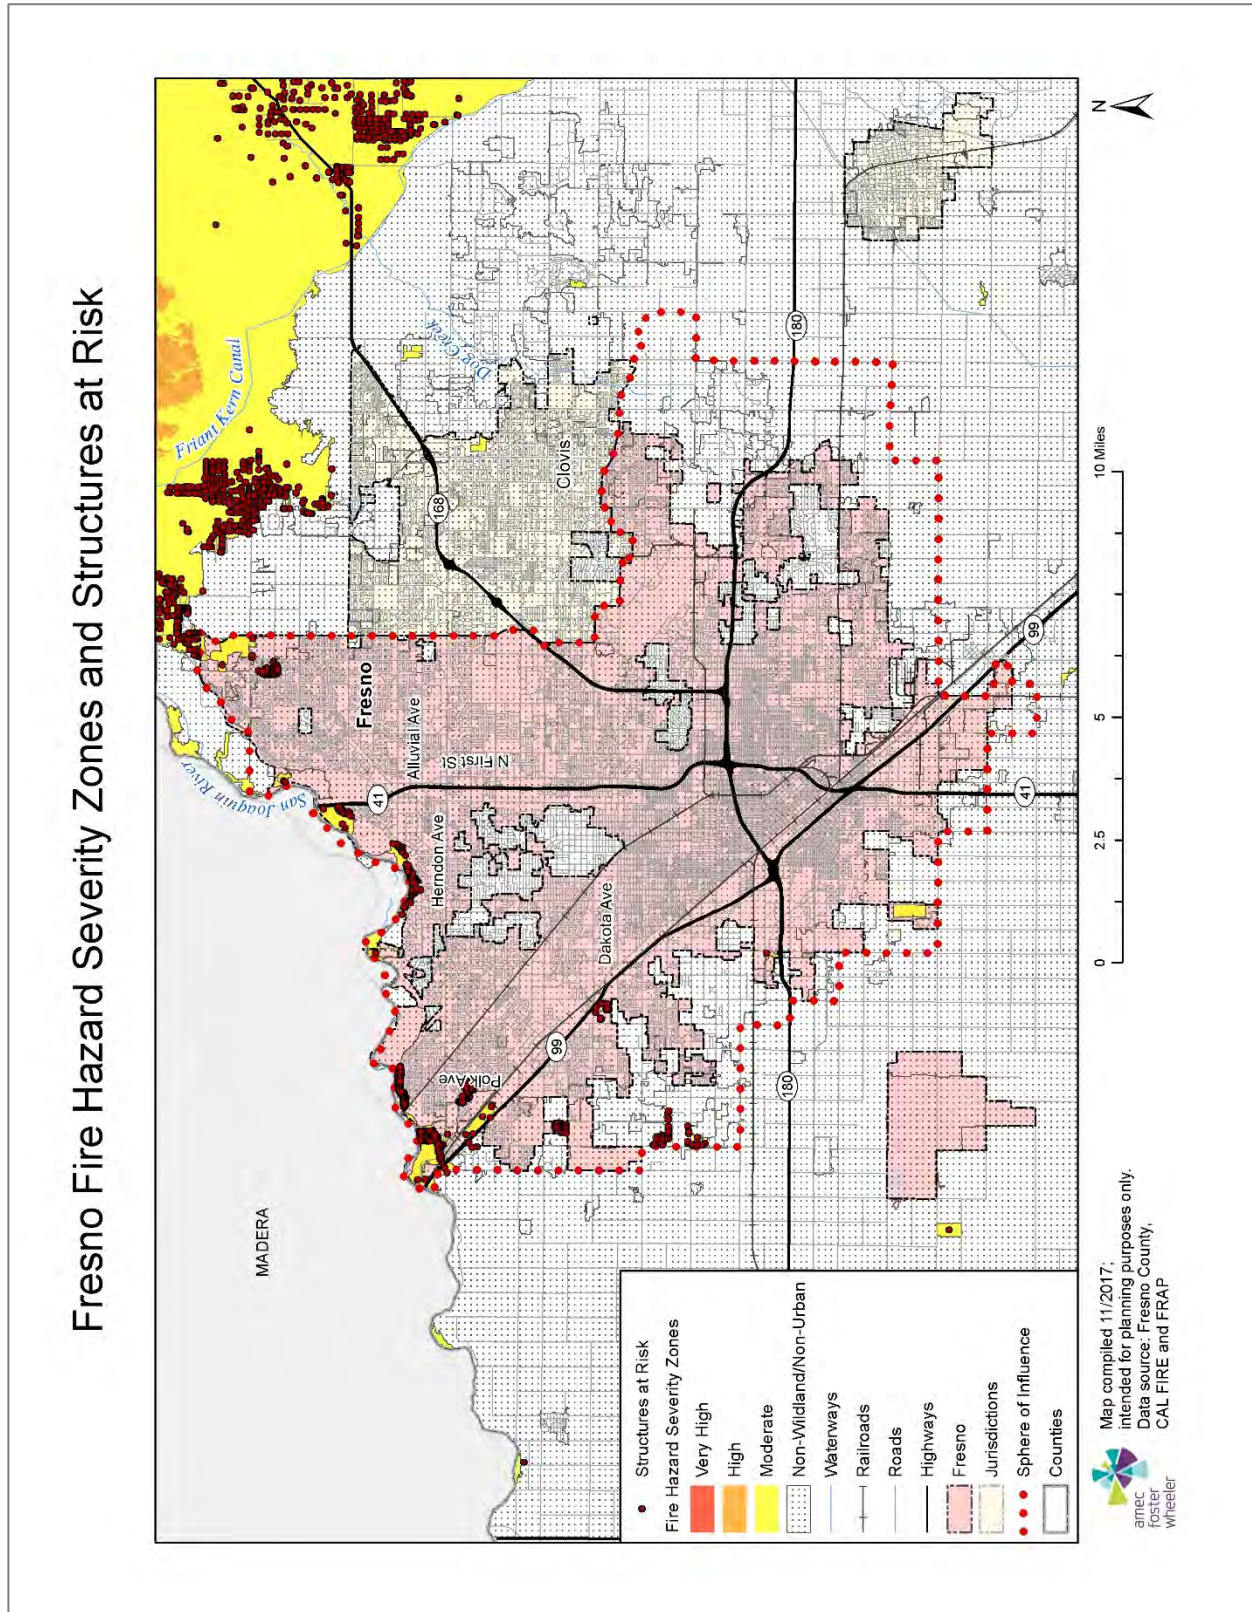 Fresno Fire Hazard Severity Zones and Structures at Risk
MADERA
San Joaquin River
Friant Kern Canal
Dog Creek
Fresno
Clovis
Alluvial Ave
N First St
Herndon Ave
Dakota Ave
Polk Ave
41
168
99
180
180
41
99
Structures at Risk
Fire Hazard Severity Zones
Very High
High
Moderate
Non-Wildland/Non-Urban
Waterways
Railroads
Roads
Highways
Fresno
Jurisdictions
Sphere of Influence
Counties
0 2.5 5 10 Miles
N
amec
foster
wheeler
Map compiled 11/2017;
intended for planning purposes only.
Data source: Fresno County,
CAL FIRE and FRAP